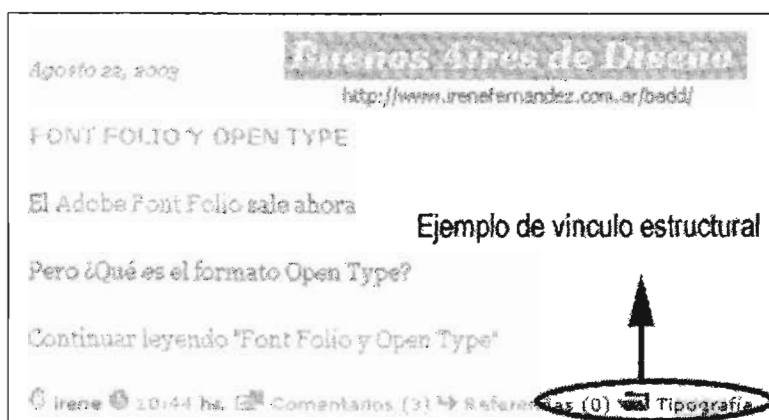 Agosto 22, 2003
Buenos Aires de Diseño
http://www.irenefernandez.com.ar/badd/
FONT FOLIO Y OPEN TYPE
El Adobe Font Folio sale ahora
Ejemplo de vinculo estructural
Pero ¿Qué es el formato Open Type?
Continuar leyendo "Font Folio y Open Type"
irene 10:44 hs. Comentarios (3) Referencias (0) Tipografía